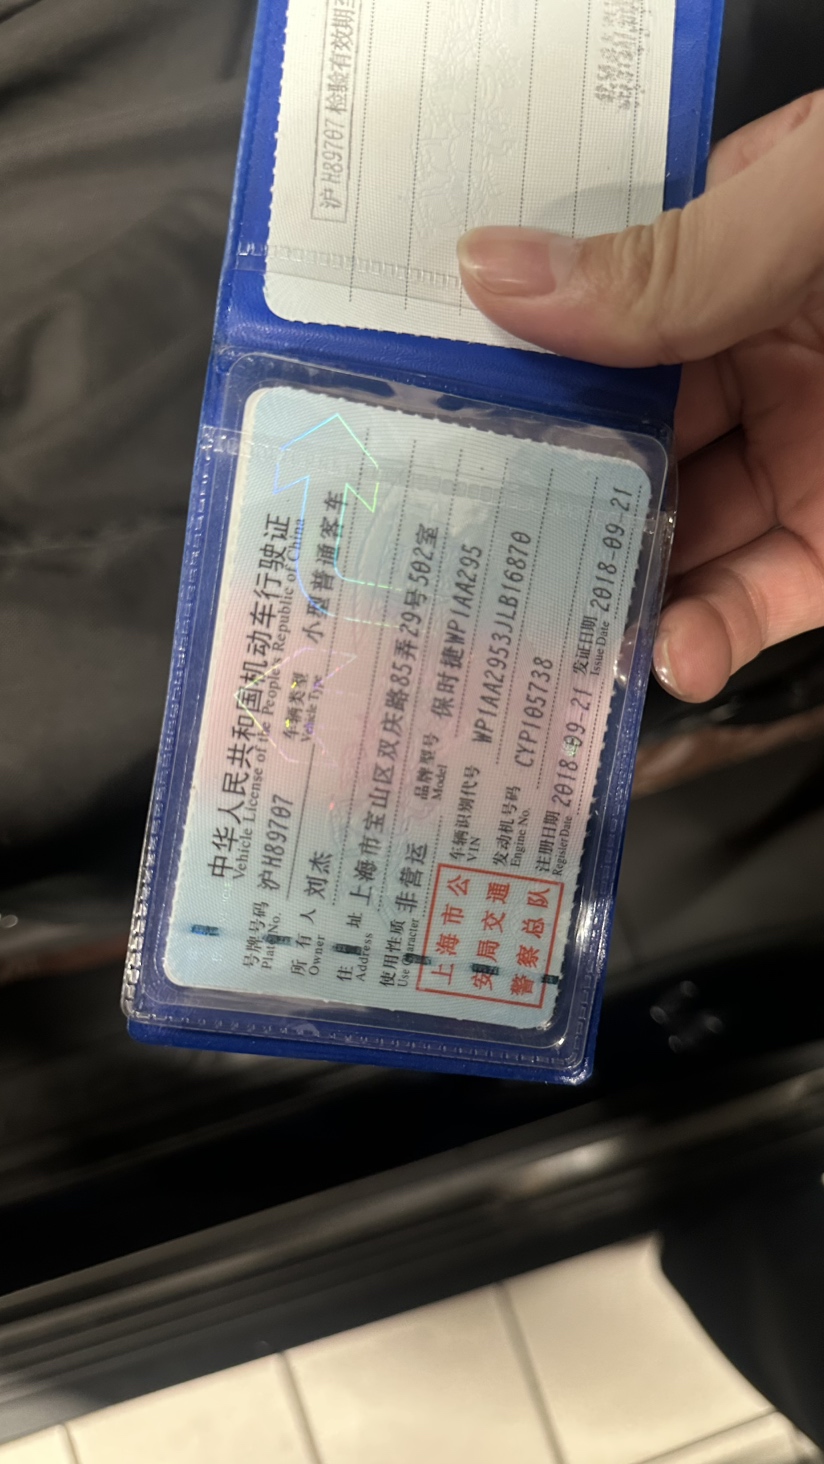 沪H89707 检验有效期至
中华人民共和国机动车行驶证
Vehicle License of the People's Republic of China
号牌号码 沪H89707 车辆类型 小型普通客车
Plate No. Vehicle Type
所有人 刘杰
Owner
住址 上海市宝山区双庆路85弄29号502室
Address
使用性质 非营运 品牌型号 保时捷WP1AA295
Use Character Model
上海市公安局交通警察总队
车辆识别代号 WP1AA2953JLB16870
VIN
发动机号码 CYP105738
Engine No.
注册日期 2018-09-21 发证日期 2018-09-21
Register Date Issue Date